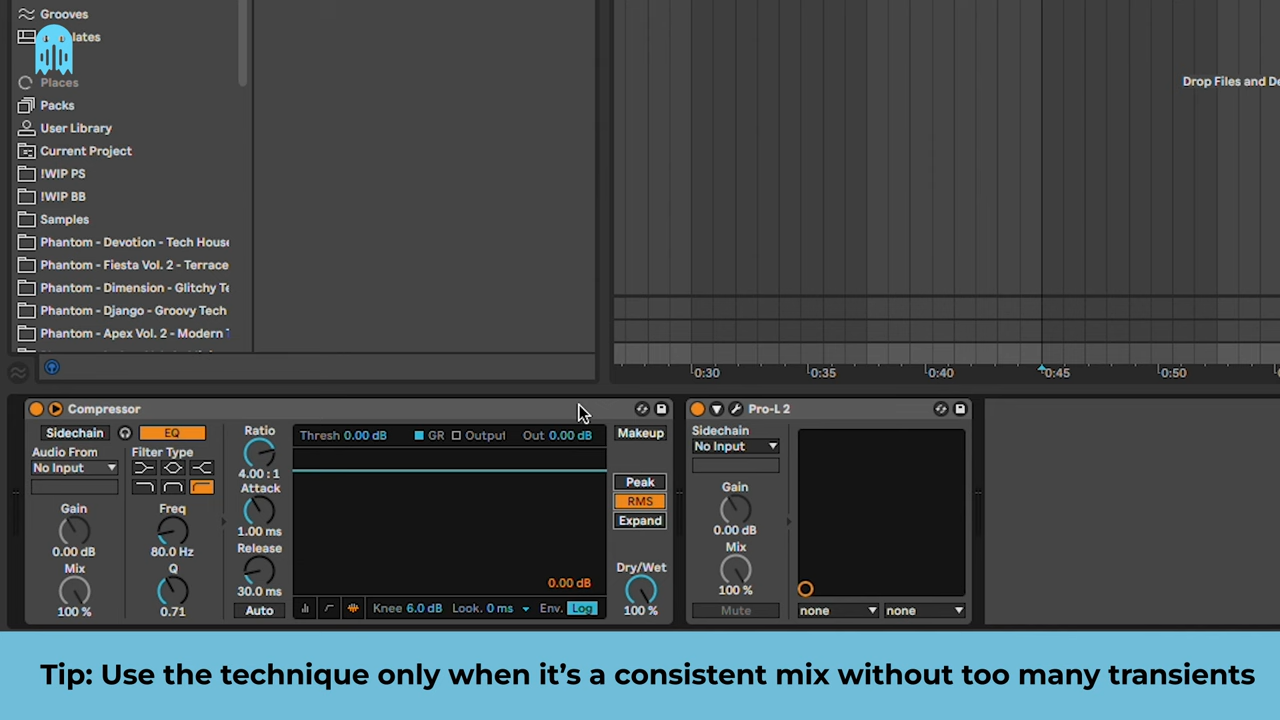 Grooves
lates
Places
Packs
User Library
Current Project
!WIP PS
!WIP BB
Samples
Phantom - Devotion - Tech House
Phantom - Fiesta Vol. 2 - Terrace
Phantom - Dimension - Glitchy Te
Phantom - Django - Groovy Tech
Phantom - Apex Vol. 2 - Modern
Drop Files and De
0:30 0:35 0:40 0:45 0:50
Compressor
Sidechain EQ
Audio From Filter Type
No Input
Gain Freq
0.00 dB 80.0 Hz
Mix Q
100 % 0.71
Ratio
4.00 : 1
Attack
1.00 ms
Release
30.0 ms
Auto
Thresh 0.00 dB GR Output Out 0.00 dB
0.00 dB
Knee 6.0 dB Look. 0 ms Env. Log
Makeup
Peak
RMS
Expand
Dry/Wet
100 %
Pro-L 2
Sidechain
No Input
Gain
0.00 dB
Mix
100 %
Mute
none none
Tip: Use the technique only when it’s a consistent mix without too many transients